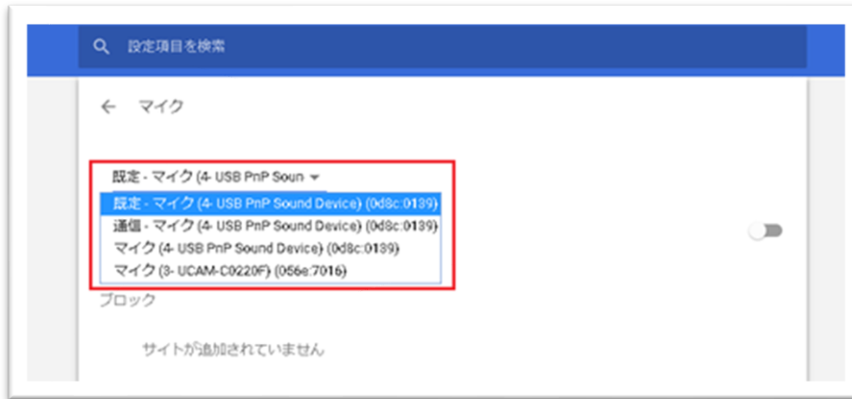 設定項目を検索
← マイク
既定 - マイク (4- USB PnP Soun
既定 - マイク (4- USB PnP Sound Device) (0d8c:0139)
通信 - マイク (4- USB PnP Sound Device) (0d8c:0139)
マイク (4- USB PnP Sound Device) (0d8c:0139)
マイク (3- UCAM-C0220F) (056e:7016)
ブロック
サイトが追加されていません